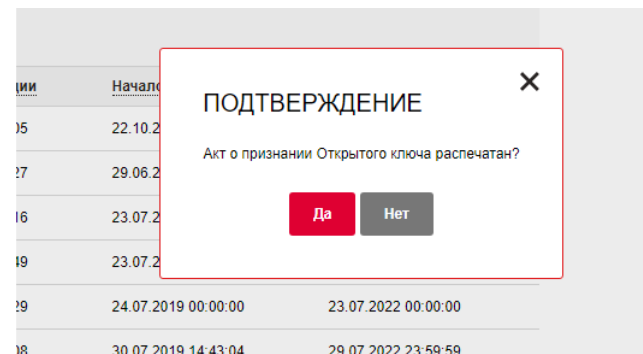 ции
Начало
ПОДТВЕРЖДЕНИЕ
05
22.10.2
Акт о признании Открытого ключа распечатан?
27
29.06.2
Да
Нет
16
23.07.2
49
23.07.2
29
24.07.2019 00:00:00
23.07.2022 00:00:00
08
30.07.2019 14:43:04
29.07.2022 23:59:59